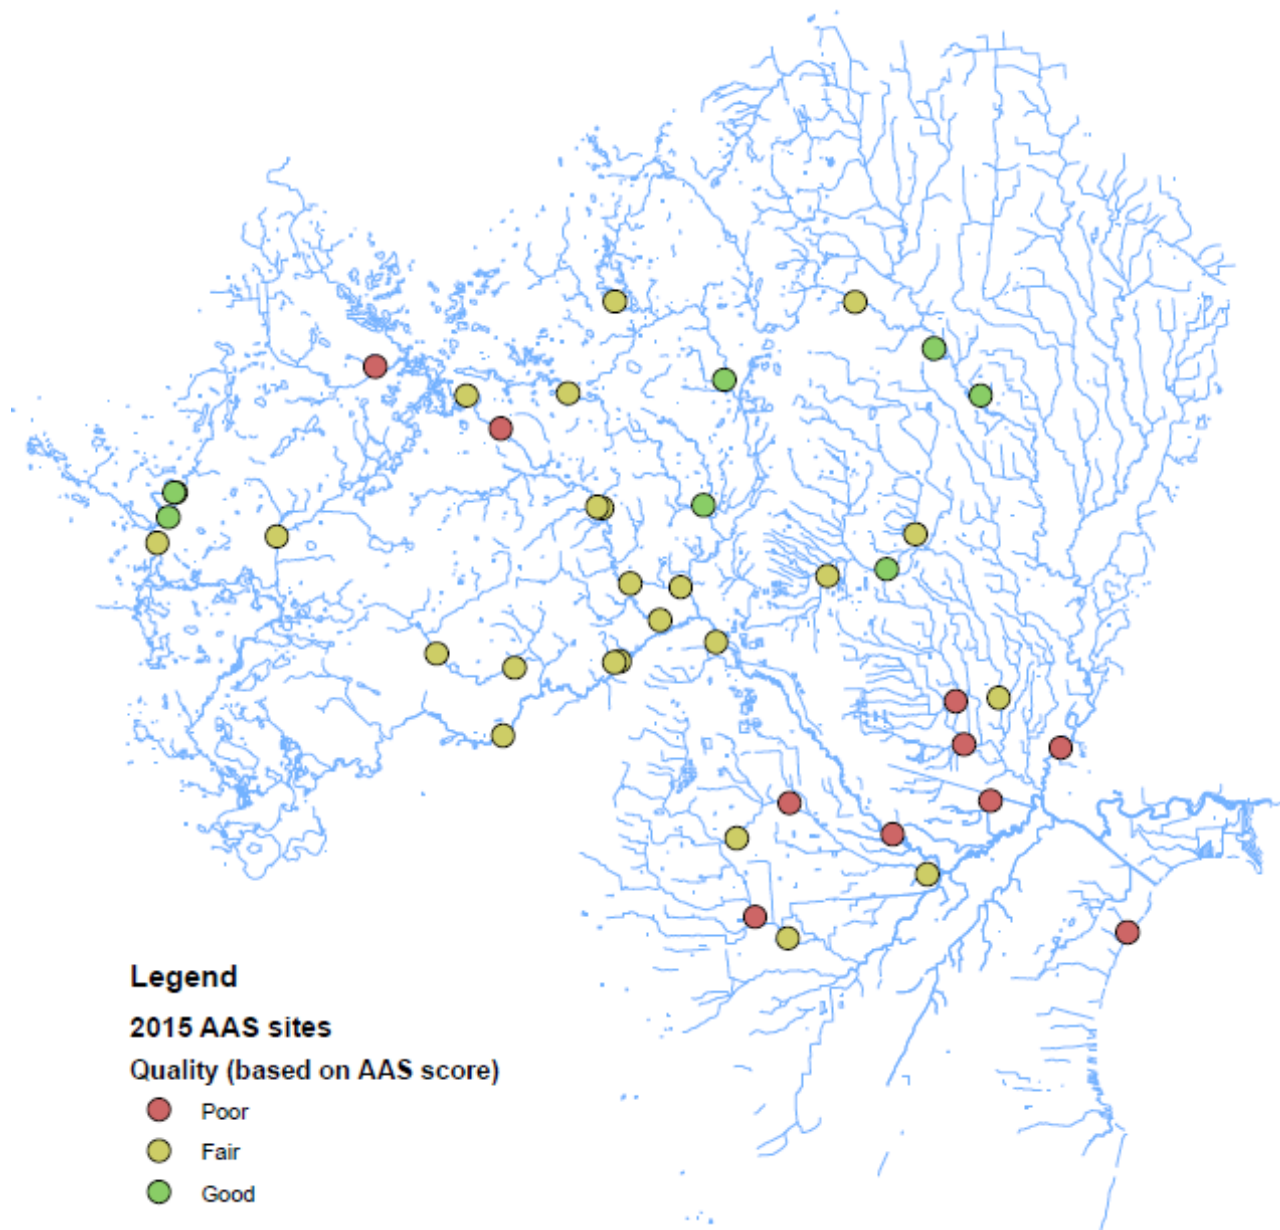 Legend
2015 AAS sites
Quality (based on AAS score)
Poor
Fair
Good